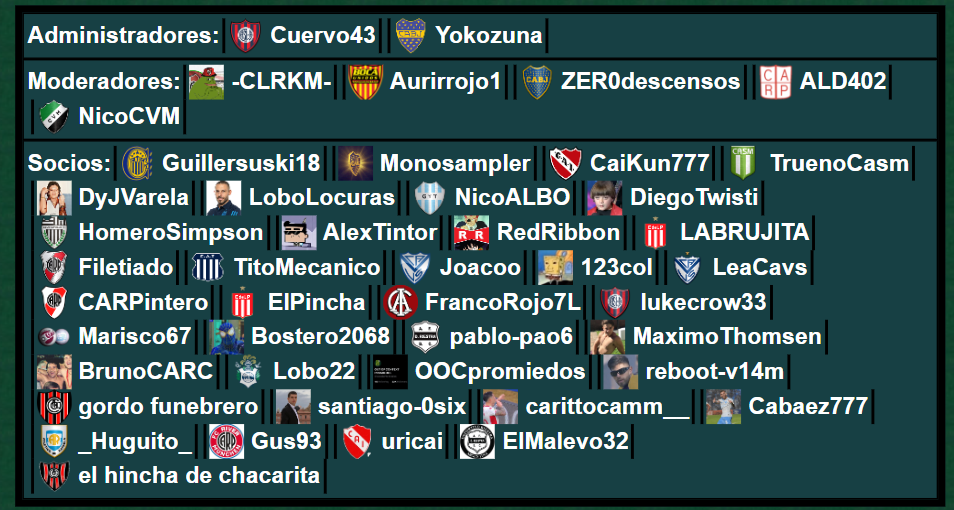 Administradores: Cuervo43 Yokozuna
Moderadores: -CLRKM- Aurirrojo1 ZER0descensos ALD402
NicoCVM
Socios: Guillersuski18 Monosampler CaiKun777 TruenoCasm
DyJVarela LoboLocuras NicoALBO DiegoTwisti
HomeroSimpson AlexTintor RedRibbon LABRUJITA
Filetiado TitoMecanico Joacoo 123col LeaCavs
CARPintero ElPincha FrancoRojo7L lukecrow33
Marisco67 Bostero2068 pablo-pao6 MaximoThomsen
BrunoCARC Lobo22 OOCpromiedos reboot-v14m
gordo funebrero santiago-0six carittocamm__ Cabaez777
_Huguito_ Gus93 uricai ElMalevo32
el hincha de chacarita